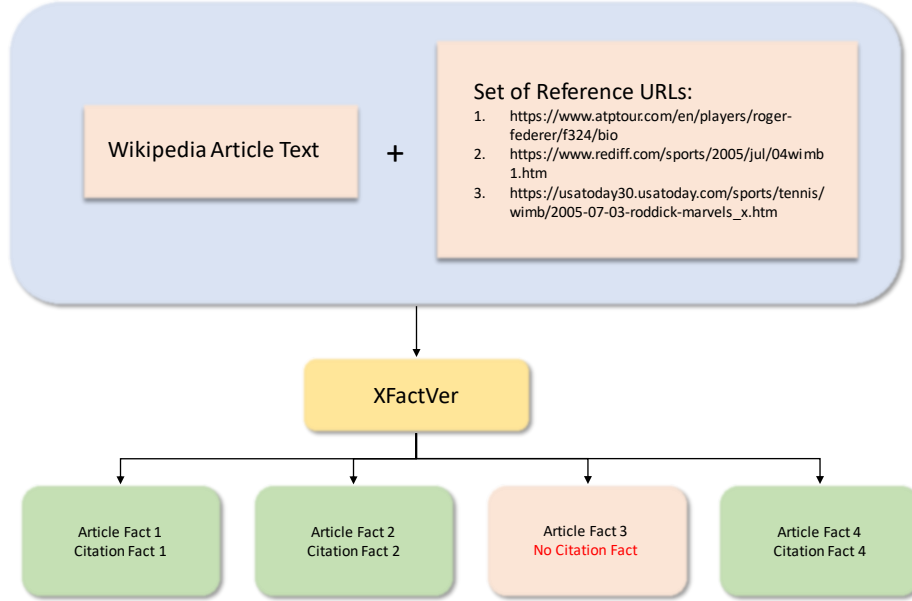 Wikipedia Article Text
+
Set of Reference URLs:
1. https://www.atptour.com/en/players/roger-
federer/f324/bio
2. https://www.rediff.com/sports/2005/jul/04wimb
1.htm
3. https://usatoday30.usatoday.com/sports/tennis/
wimb/2005-07-03-roddick-marvels_x.htm
XFactVer
Article Fact 1
Citation Fact 1
Article Fact 2
Citation Fact 2
Article Fact 3
No Citation Fact
Article Fact 4
Citation Fact 4